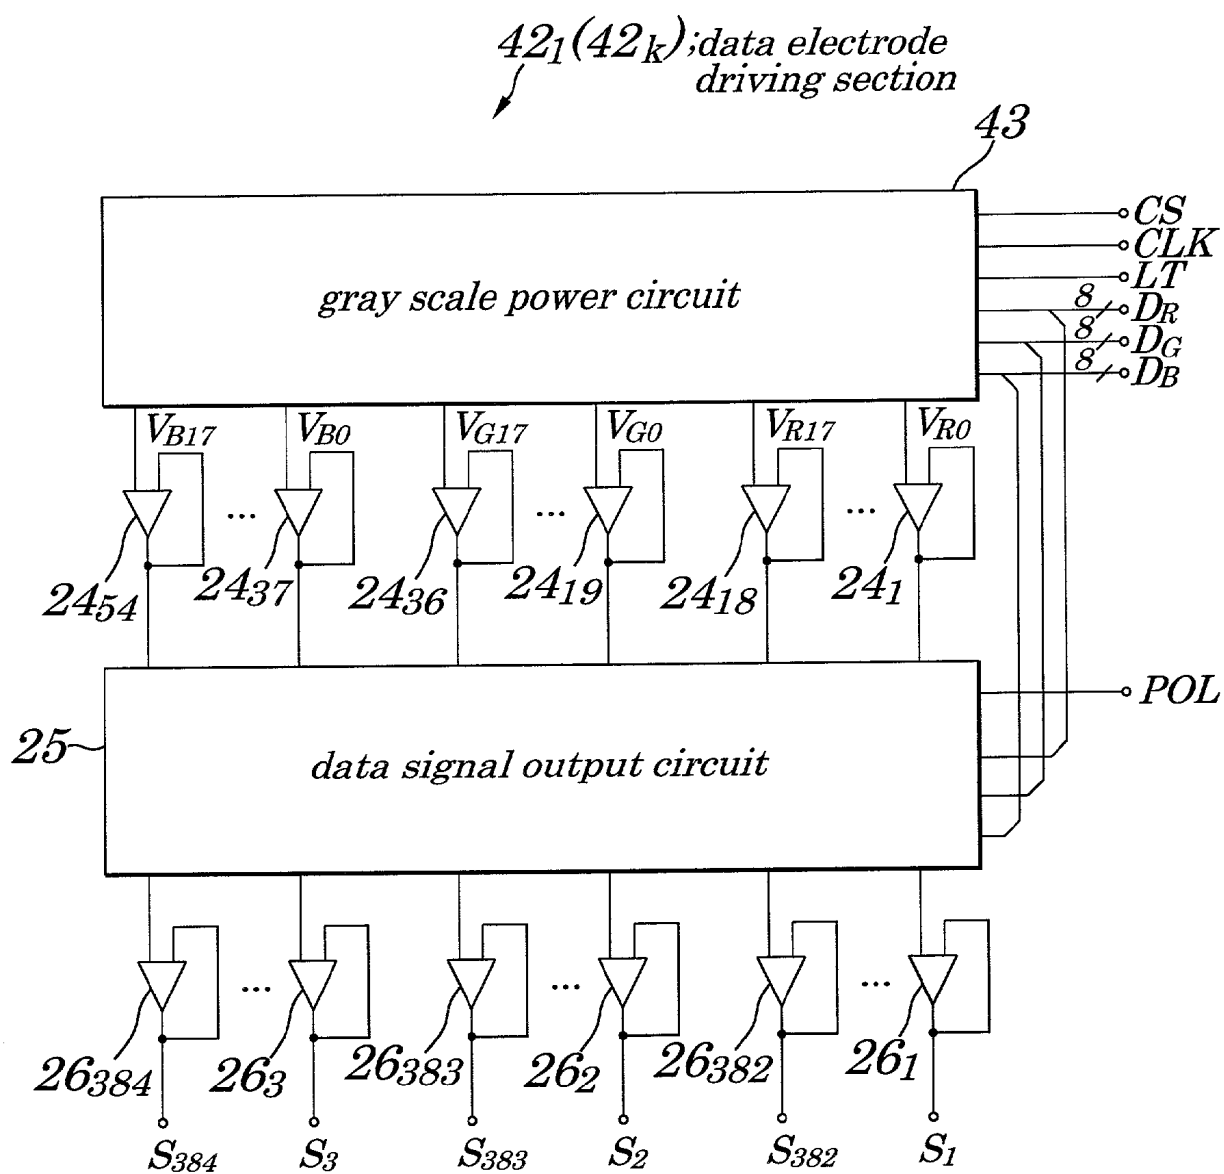 42₁(42ₖ);data electrode
driving section
43
CS
CLK
LT
8 D_R
8 D_G
8 D_B
gray scale power circuit
V_B17 V_B0 V_G17 V_G0 V_R17 V_R0
... ... ...
24₅₄ 24₃₇ 24₃₆ 24₁₉ 24₁₈ 24₁
POL
25
data signal output circuit
... ... ...
26₃₈₄ 26₃ 26₃₈₃ 26₂ 26₃₈₂ 26₁
S₃₈₄ S₃ S₃₈₃ S₂ S₃₈₂ S₁